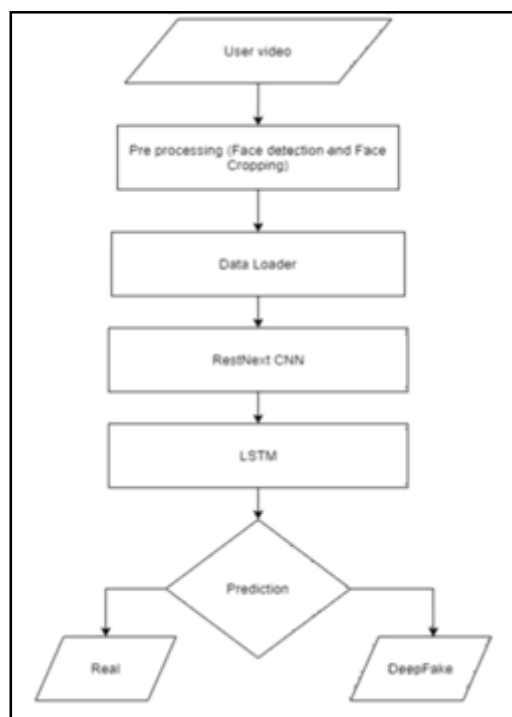 User video
Pre processing (Face detection and Face
Cropping)
Data Loader
RestNext CNN
LSTM
Prediction
Real
DeepFake